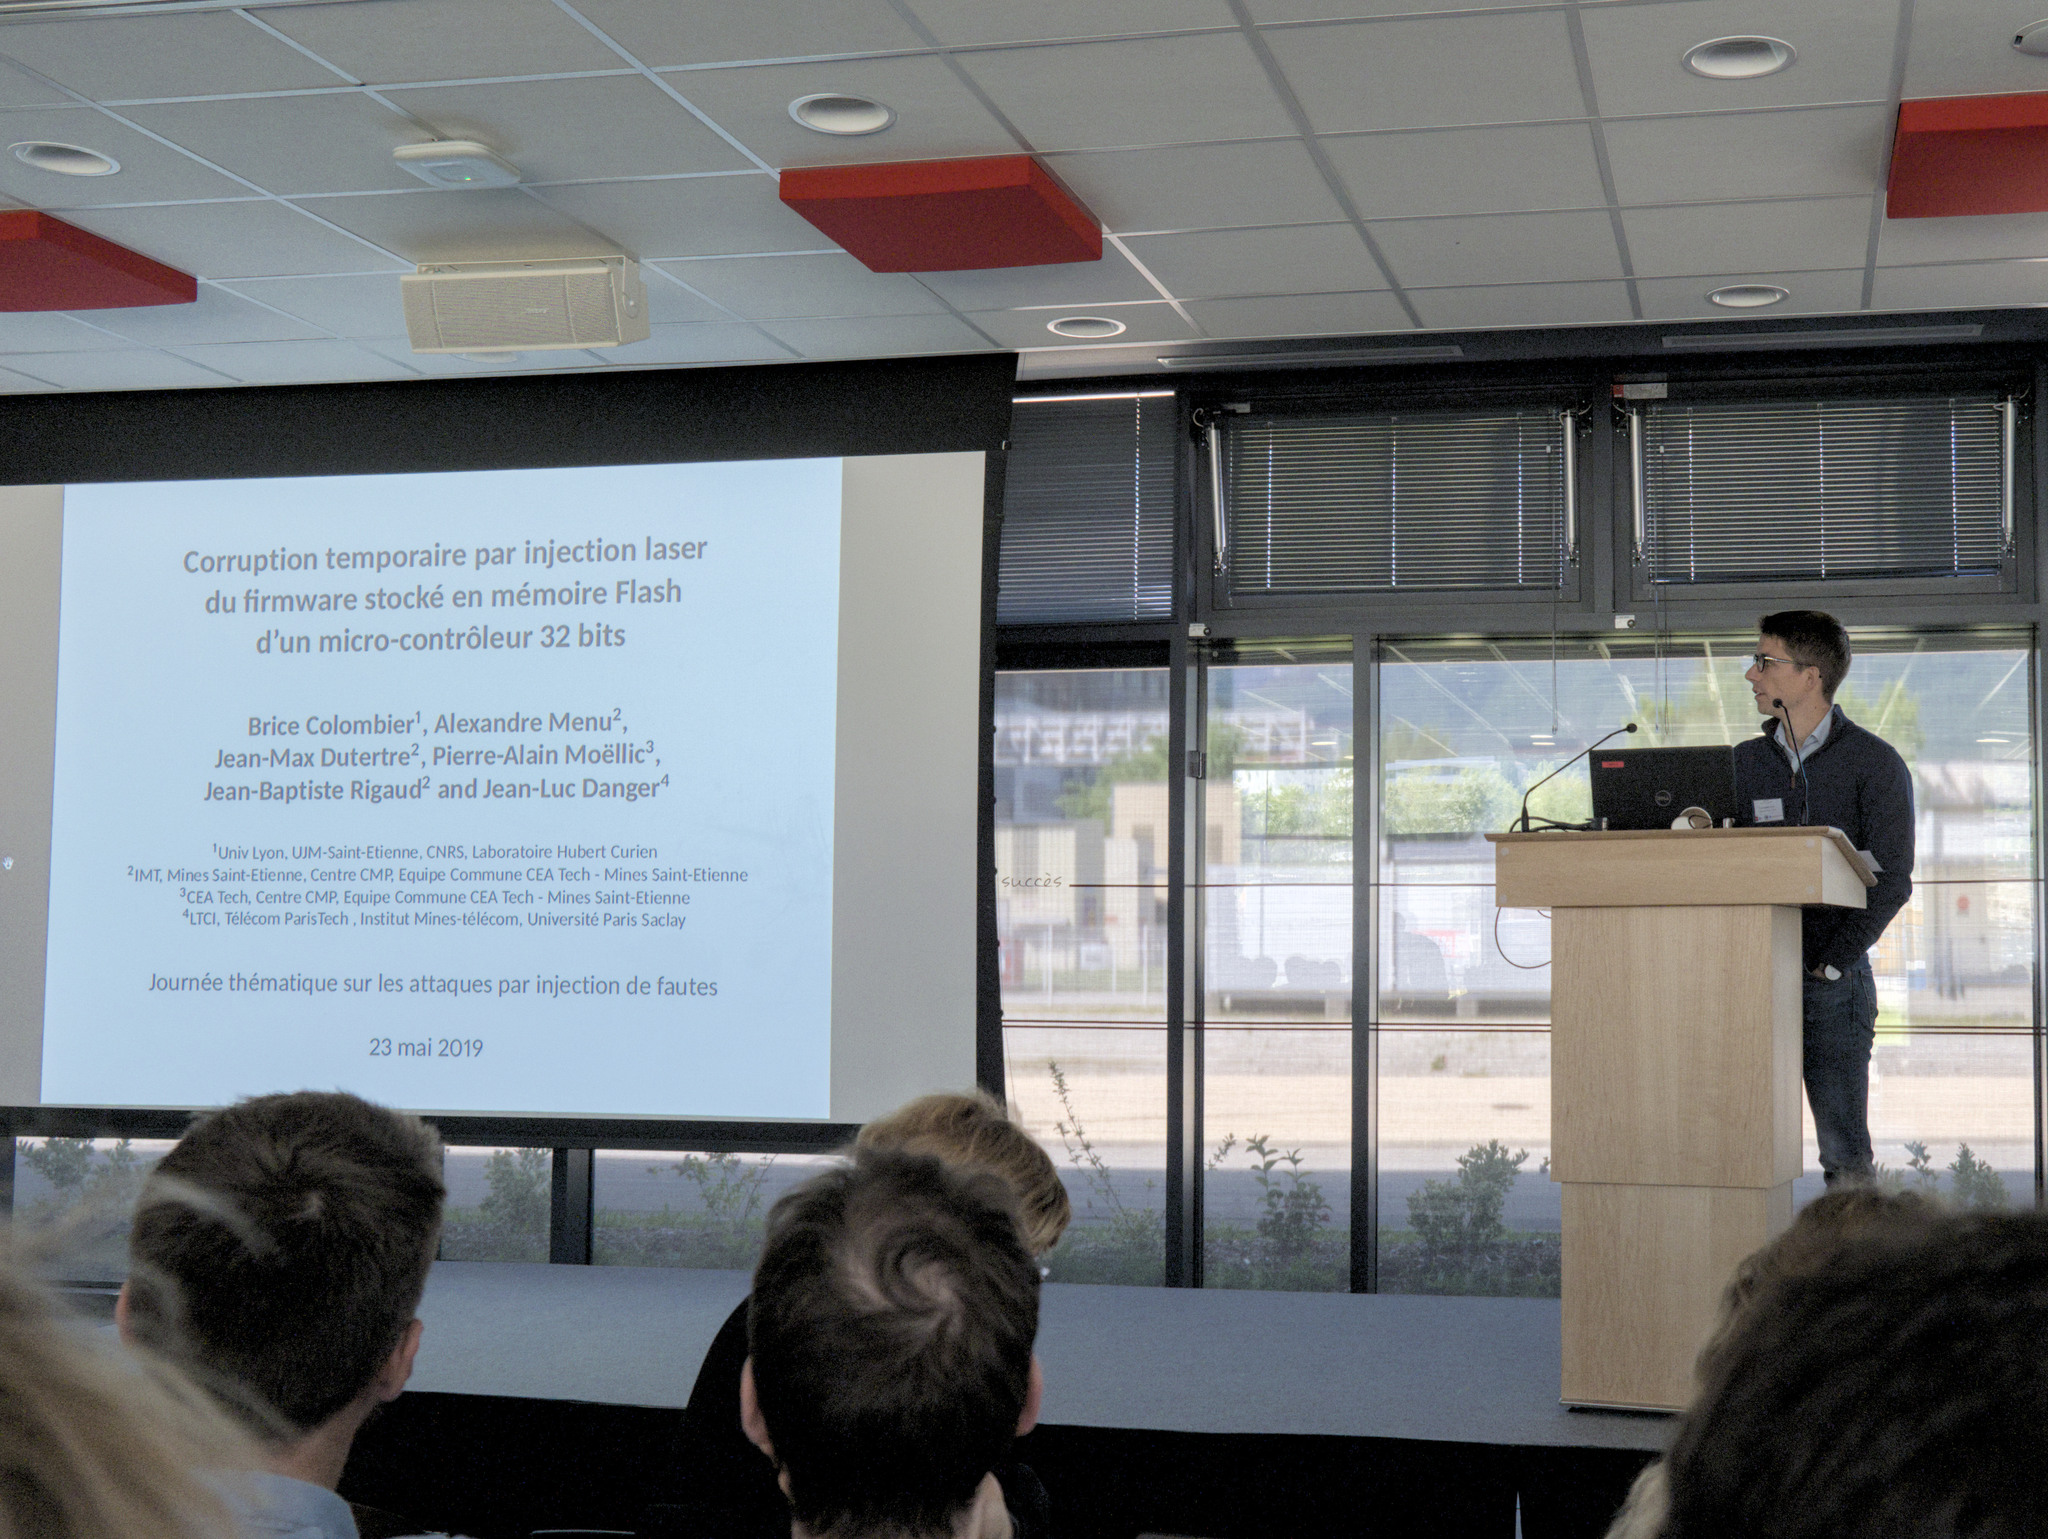 Corruption temporaire par injection laser
du firmware stocké en mémoire Flash
d'un micro-contrôleur 32 bits
Brice Colombier¹, Alexandre Menu²,
Jean-Max Dutertre², Pierre-Alain Moëllic³,
Jean-Baptiste Rigaud² and Jean-Luc Danger⁴
¹Univ Lyon, UJM-Saint-Etienne, CNRS, Laboratoire Hubert Curien
²IMT, Mines Saint-Etienne, Centre CMP, Equipe Commune CEA Tech - Mines Saint-Etienne
³CEA Tech, Centre CMP, Equipe Commune CEA Tech - Mines Saint-Etienne
⁴LTCI, Télécom ParisTech , Institut Mines-télécom, Université Paris Saclay
Journée thématique sur les attaques par injection de fautes
23 mai 2019
succès
DELL